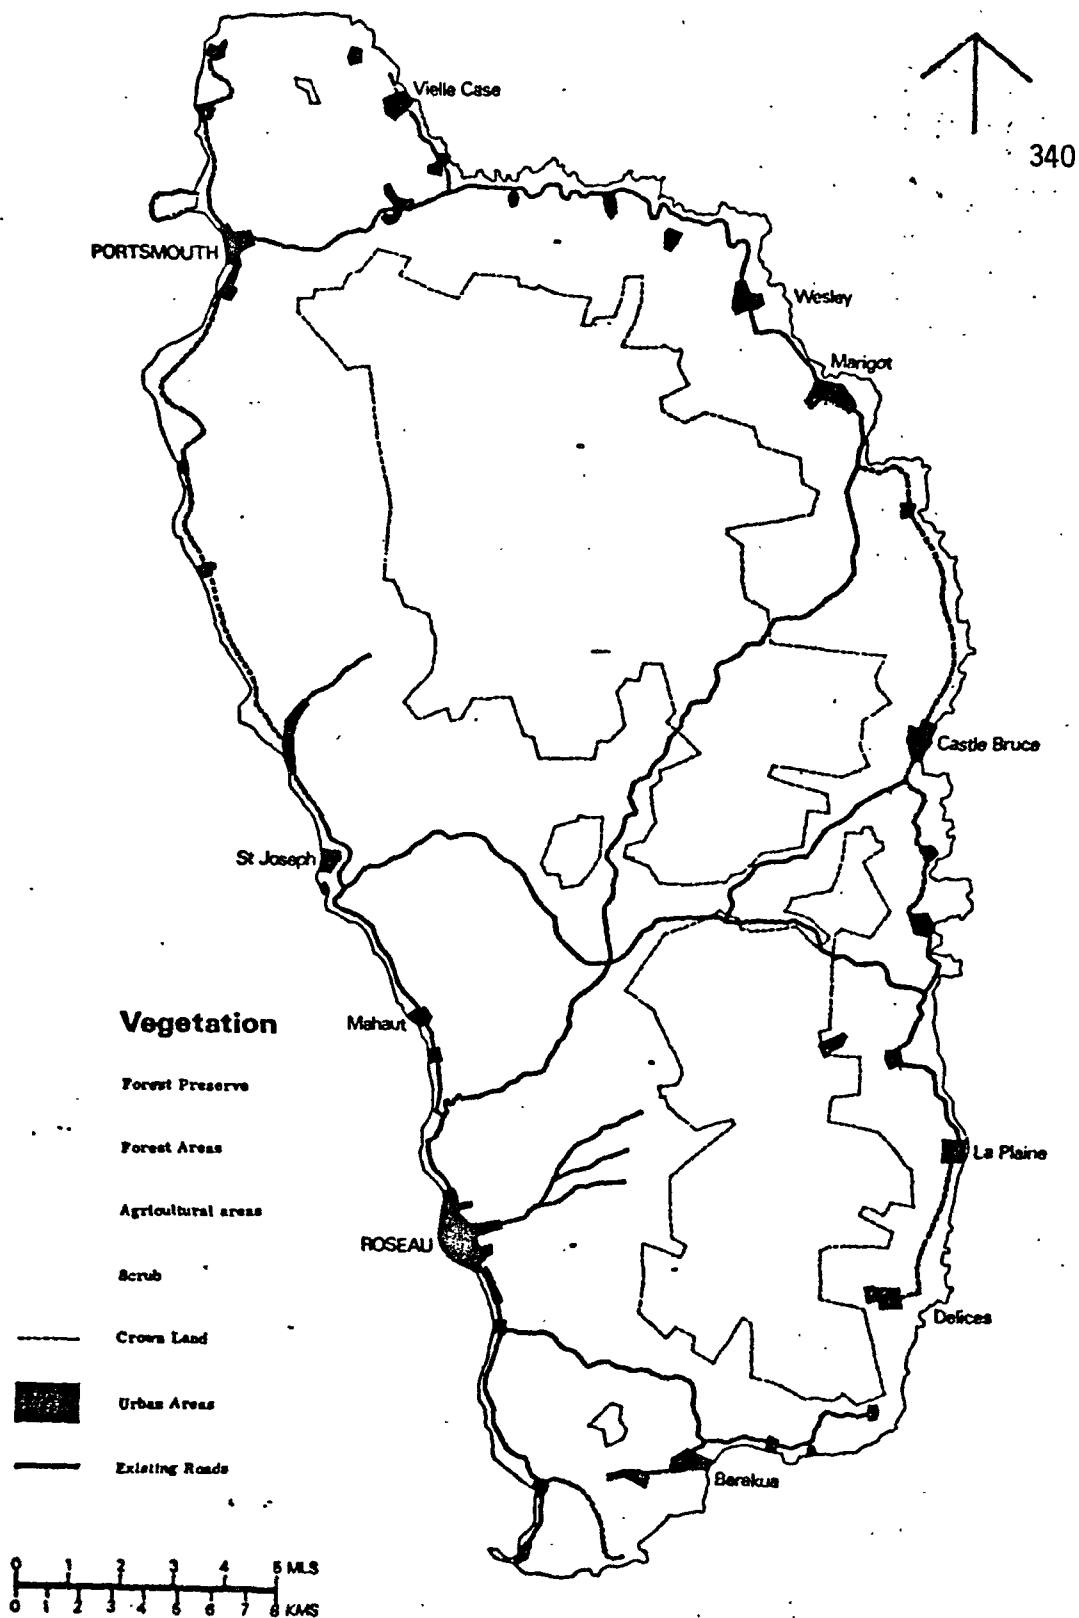 Vielle Case
340
PORTSMOUTH
Wesley
Marigot
Castle Bruce
St Joseph
Mahaut
La Plaine
ROSEAU
Delices
Berekua
Vegetation
Forest Preserve
Forest Areas
Agricultural areas
Scrub
Crown Land
Urban Areas
Existing Roads
0 1 2 3 4 5 MLS
0 1 2 3 4 5 6 7 8 KMS